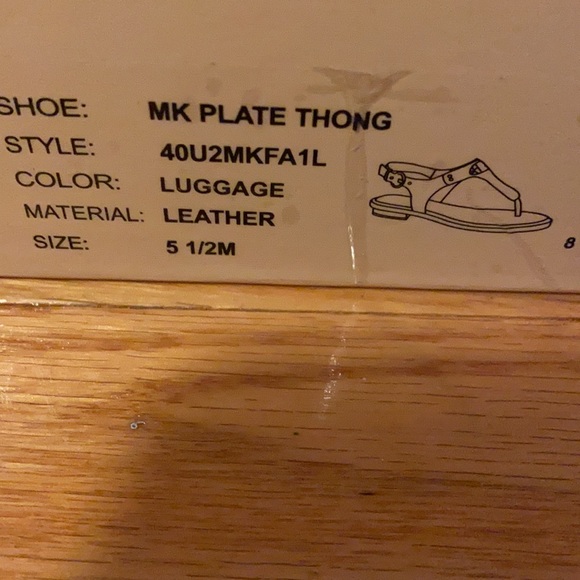 SHOE: MK PLATE THONG
STYLE: 40U2MKFA1L
COLOR: LUGGAGE
MATERIAL: LEATHER
SIZE: 5 1/2M
8